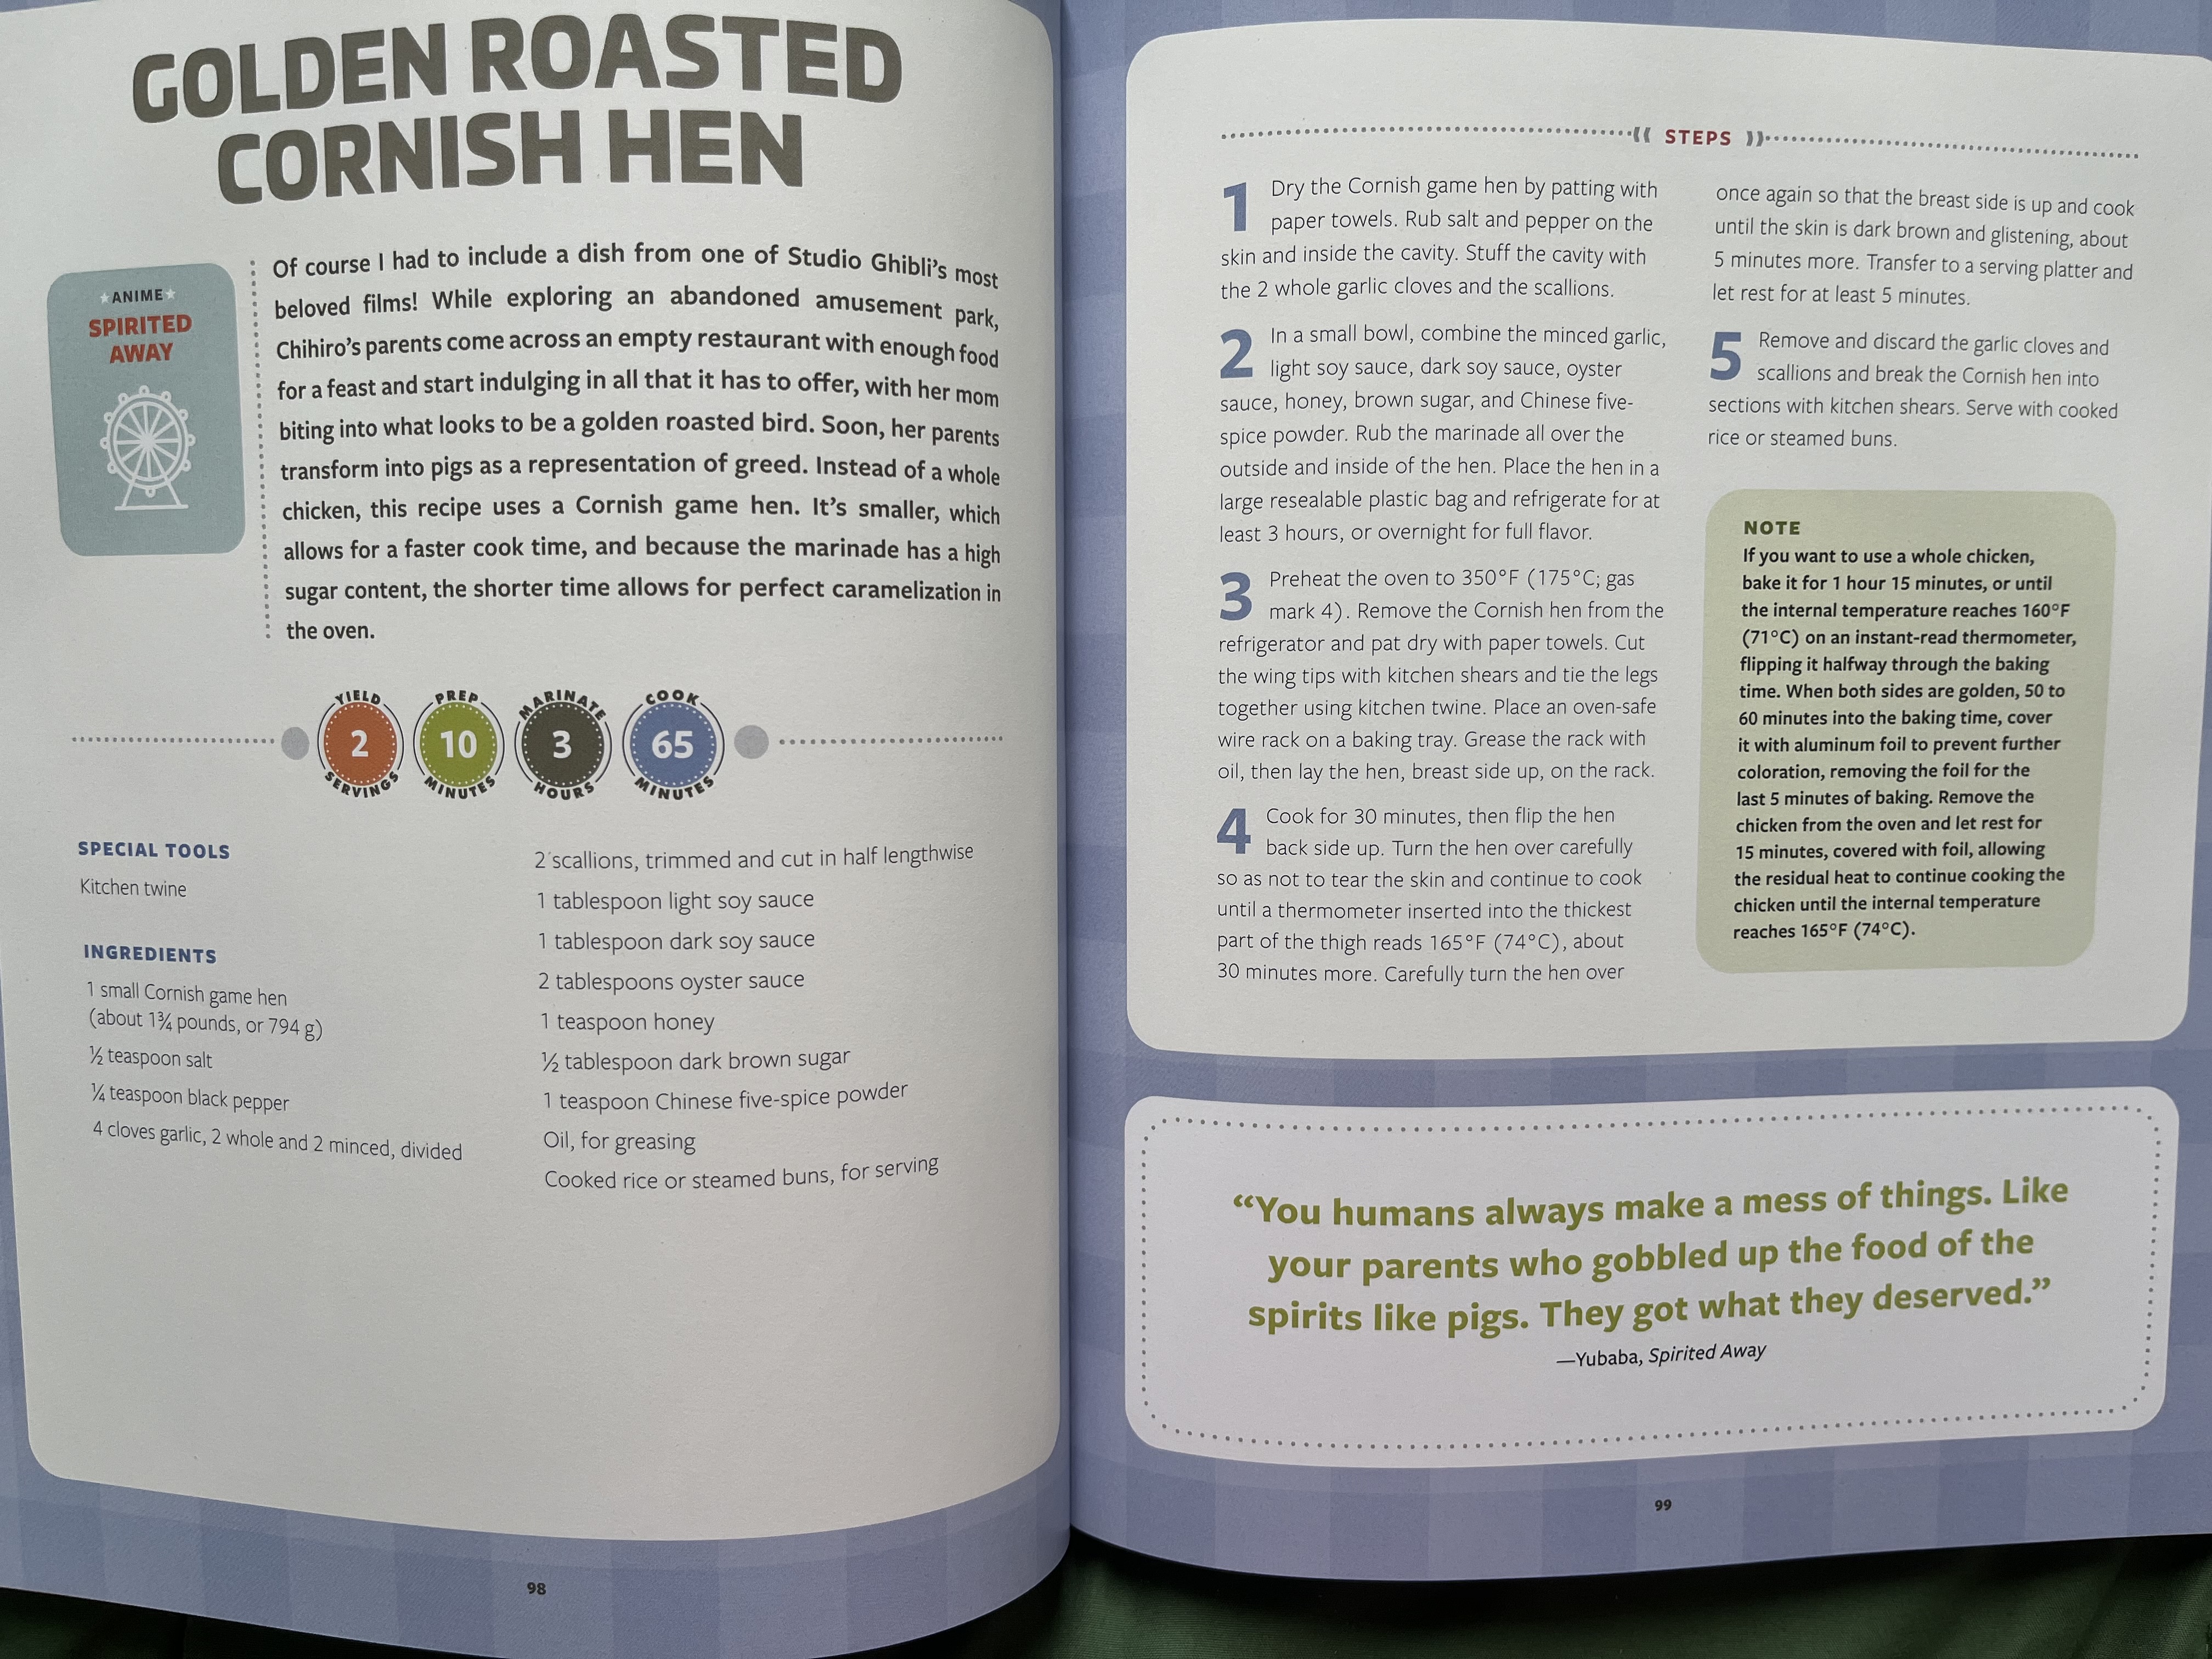 GOLDEN ROASTED
CORNISH HEN
★ ANIME ★
SPIRITED
AWAY
Of course I had to include a dish from one of Studio Ghibli's most
beloved films! While exploring an abandoned amusement park,
Chihiro's parents come across an empty restaurant with enough food
for a feast and start indulging in all that it has to offer, with her mom
biting into what looks to be a golden roasted bird. Soon, her parents
transform into pigs as a representation of greed. Instead of a whole
chicken, this recipe uses a Cornish game hen. It's smaller, which
allows for a faster cook time, and because the marinade has a high
sugar content, the shorter time allows for perfect caramelization in
the oven.
YIELD
2
SERVINGS
PREP
10
MINUTES
MARINATE
3
HOURS
COOK
65
MINUTES
SPECIAL TOOLS
Kitchen twine
INGREDIENTS
1 small Cornish game hen
(about 1¾ pounds, or 794 g)
½ teaspoon salt
¼ teaspoon black pepper
4 cloves garlic, 2 whole and 2 minced, divided
2 scallions, trimmed and cut in half lengthwise
1 tablespoon light soy sauce
1 tablespoon dark soy sauce
2 tablespoons oyster sauce
1 teaspoon honey
½ tablespoon dark brown sugar
1 teaspoon Chinese five-spice powder
Oil, for greasing
Cooked rice or steamed buns, for serving
98
STEPS
1 Dry the Cornish game hen by patting with
paper towels. Rub salt and pepper on the
skin and inside the cavity. Stuff the cavity with
the 2 whole garlic cloves and the scallions.
2 In a small bowl, combine the minced garlic,
light soy sauce, dark soy sauce, oyster
sauce, honey, brown sugar, and Chinese five-
spice powder. Rub the marinade all over the
outside and inside of the hen. Place the hen in a
large resealable plastic bag and refrigerate for at
least 3 hours, or overnight for full flavor.
3 Preheat the oven to 350°F (175°C; gas
mark 4). Remove the Cornish hen from the
refrigerator and pat dry with paper towels. Cut
the wing tips with kitchen shears and tie the legs
together using kitchen twine. Place an oven-safe
wire rack on a baking tray. Grease the rack with
oil, then lay the hen, breast side up, on the rack.
4 Cook for 30 minutes, then flip the hen
back side up. Turn the hen over carefully
so as not to tear the skin and continue to cook
until a thermometer inserted into the thickest
part of the thigh reads 165°F (74°C), about
30 minutes more. Carefully turn the hen over
once again so that the breast side is up and cook
until the skin is dark brown and glistening, about
5 minutes more. Transfer to a serving platter and
let rest for at least 5 minutes.
5 Remove and discard the garlic cloves and
scallions and break the Cornish hen into
sections with kitchen shears. Serve with cooked
rice or steamed buns.
NOTE
If you want to use a whole chicken,
bake it for 1 hour 15 minutes, or until
the internal temperature reaches 160°F
(71°C) on an instant-read thermometer,
flipping it halfway through the baking
time. When both sides are golden, 50 to
60 minutes into the baking time, cover
it with aluminum foil to prevent further
coloration, removing the foil for the
last 5 minutes of baking. Remove the
chicken from the oven and let rest for
15 minutes, covered with foil, allowing
the residual heat to continue cooking the
chicken until the internal temperature
reaches 165°F (74°C).
“You humans always make a mess of things. Like
your parents who gobbled up the food of the
spirits like pigs. They got what they deserved.”
—Yubaba, Spirited Away
99